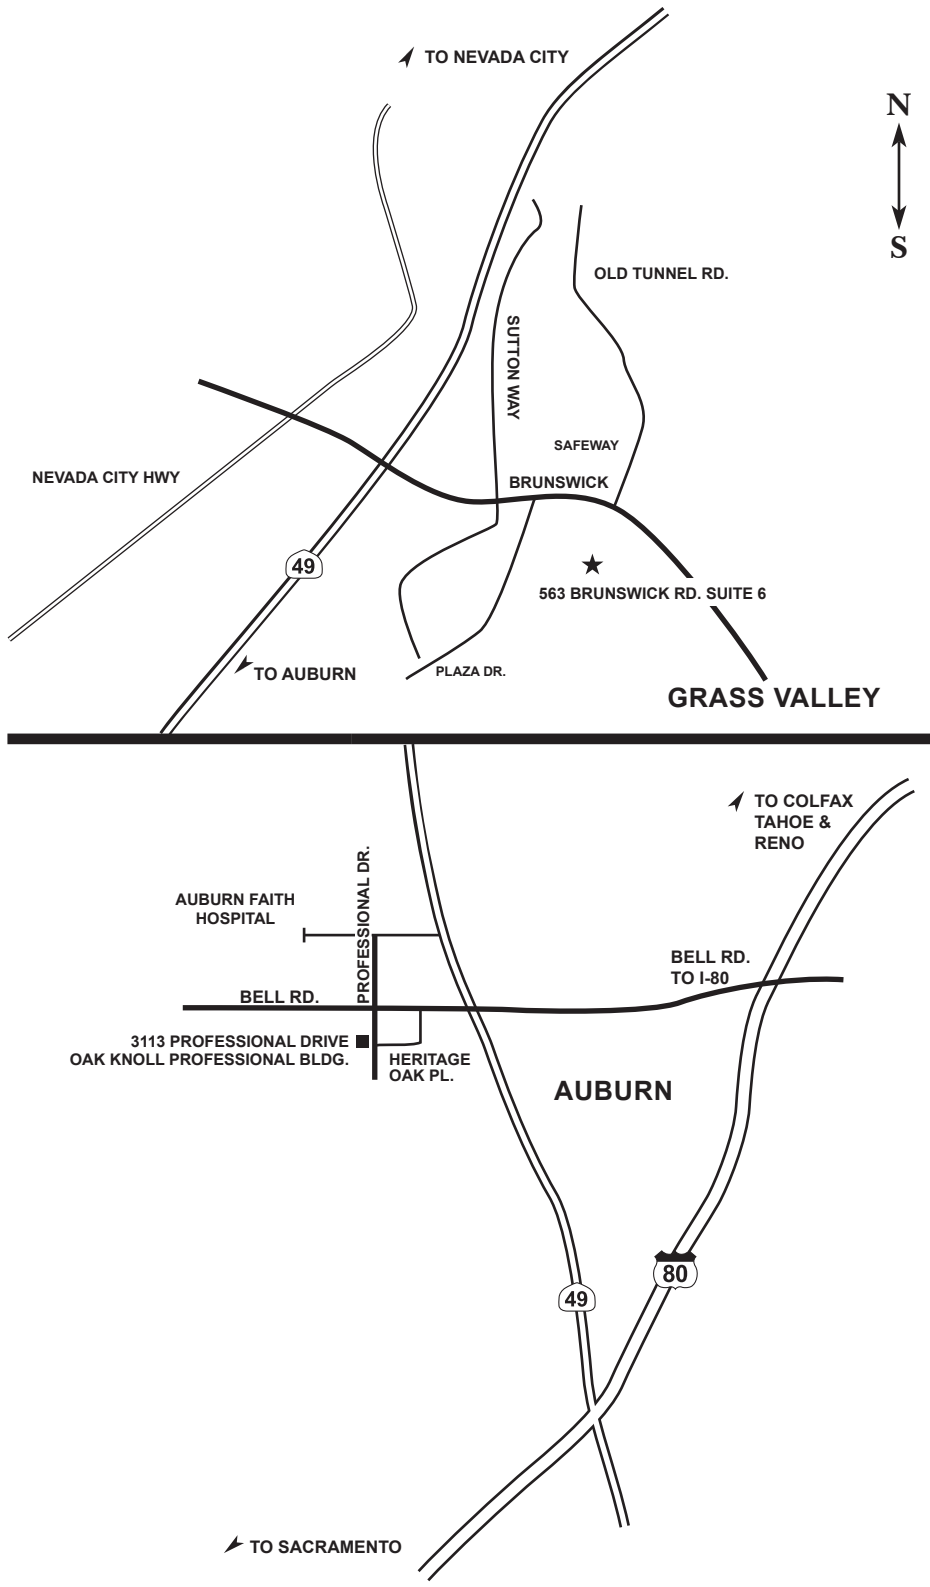 TO NEVADA CITY
N
S
OLD TUNNEL RD.
SUTTON WAY
SAFEWAY
NEVADA CITY HWY
BRUNSWICK
49
563 BRUNSWICK RD. SUITE 6
TO AUBURN
PLAZA DR.
GRASS VALLEY
TO COLFAX
TAHOE &
RENO
PROFESSIONAL DR.
AUBURN FAITH
HOSPITAL
BELL RD.
TO I-80
BELL RD.
3113 PROFESSIONAL DRIVE
OAK KNOLL PROFESSIONAL BLDG.
HERITAGE
OAK PL.
AUBURN
80
49
TO SACRAMENTO